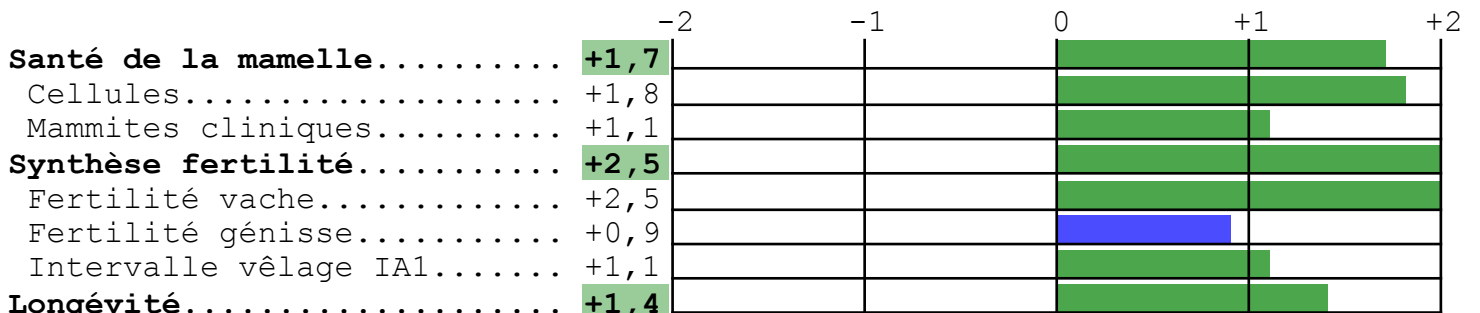 -2 -1 0 +1 +2
Santé de la mamelle.......... +1,7
Cellules.................... +1,8
Mammites cliniques.......... +1,1
Synthèse fertilité........... +2,5
Fertilité vache............. +2,5
Fertilité génisse........... +0,9
Intervalle vêlage IA1....... +1,1
Longévité.................... +1,4